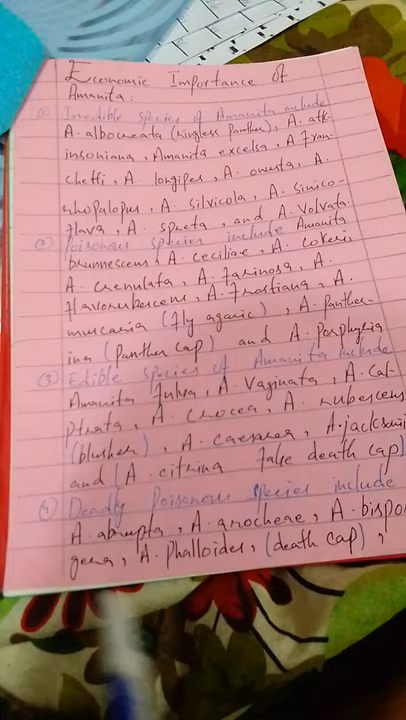 Economic Importance of
Amanita:
(1) Inedible species of Amanita include
A. albocreata (ringless Panther), A. atk-
insoniana, Amanita excelsa, A. fran-
chetti, A. longipes, A. onusta, A.
rhopalopus, A. silvicola, A. sinico-
flava, A. spreta, and A. Volvata.
(2) Poisonous species include Amanita
brunnescens, A. ceciliae, A. cokeri
A. crenulata, A. farinosa, A.
flavorubescens, A. frostiana, A.
muscaria (fly agaric), A. Panther-
ina (Panther cap) and A. Porphyria
(3) Edible species of Amanita include
Amanita fulva, A. Vaginata, A. Cal-
ptrata, A. crocea, A. rubescens
(blusher), A. caesarea, A. jacksonii
and (A. citrina false death cap)
(4) Deadly Poisonous species include
A. abrupta, A. arocheae, A. bispo
gera, A. Phalloides, (death cap),